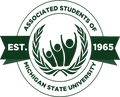 ASSOCIATED STUDENTS OF
EST. 1965
MICHIGAN STATE UNIVERSITY